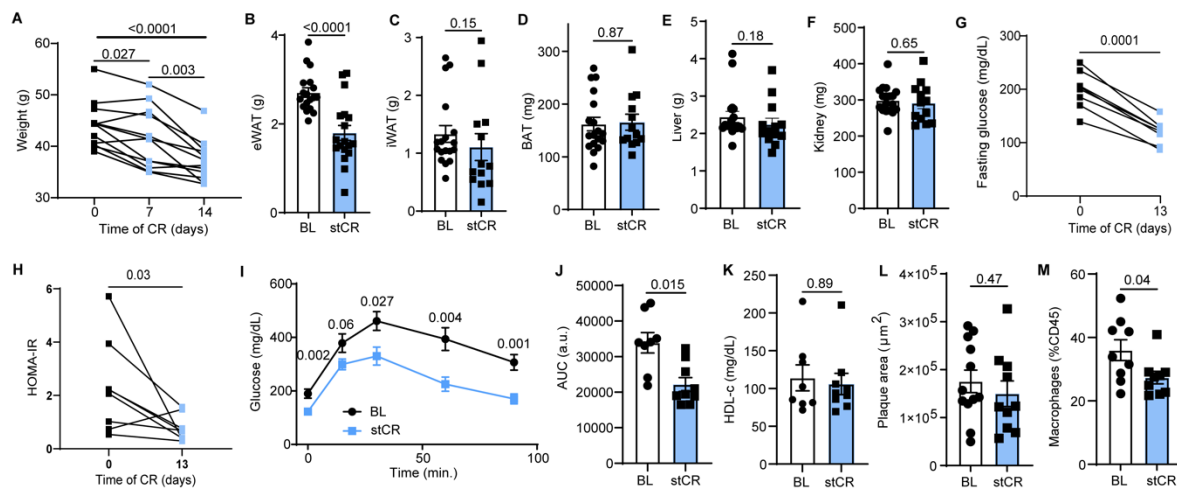 A
<0.0001
0.027
0.003
Weight (g)
60
50
40
30
0
7
14
Time of CR (days)
B
<0.0001
eWAT (g)
4
2
0
BL
stCR
C
0.15
iWAT (g)
3
2
1
0
BL
stCR
D
0.87
BAT (mg)
300
200
100
0
BL
stCR
E
0.18
Liver (g)
5
4
3
2
1
0
BL
stCR
F
0.65
Kidney (mg)
500
400
300
200
100
0
BL
stCR
G
0.0001
Fasting glucose (mg/dL)
300
200
100
0
0
13
Time of CR (days)
H
0.03
HOMA-IR
6
4
2
0
0
13
Time of CR (days)
I
Glucose (mg/dL)
600
400
200
0
0.002
0.06
0.027
0.004
0.001
BL
stCR
0
50
100
Time (min.)
J
0.015
AUC (a.u.)
50000
40000
30000
20000
10000
0
BL
stCR
K
0.89
HDL-c (mg/dL)
250
200
150
100
50
0
BL
stCR
L
0.47
Plaque area (µm²)
4×10⁵
3×10⁵
2×10⁵
1×10⁵
0
BL
stCR
M
0.04
Macrophages (%CD45)
60
40
20
0
BL
stCR